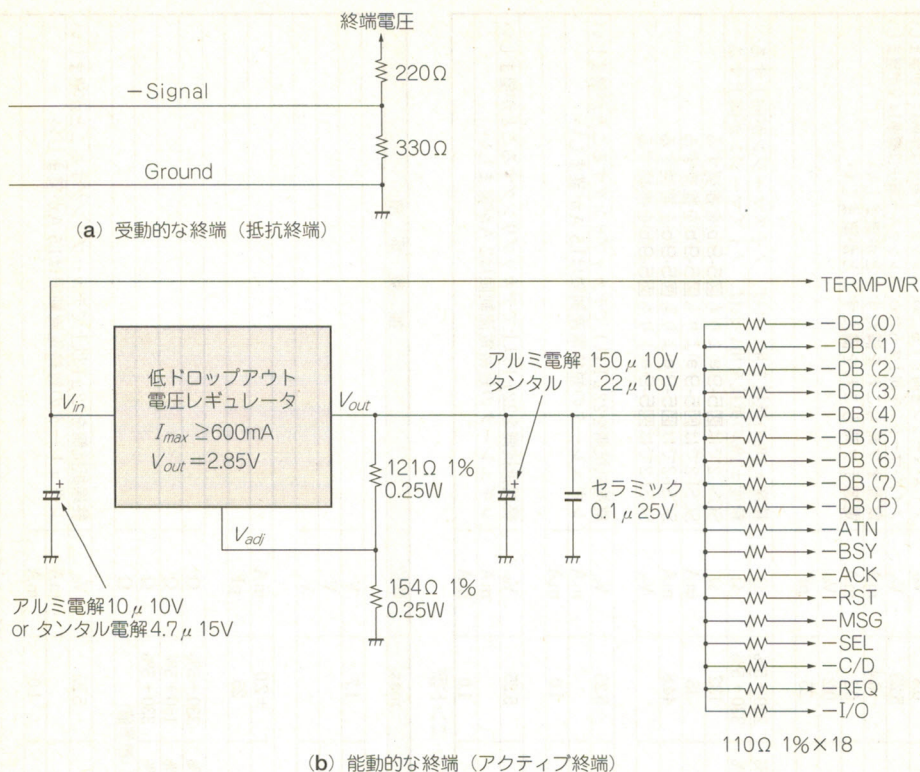 終端電圧
220Ω
−Signal
330Ω
Ground
(a) 受動的な終端（抵抗終端）
TERMPWR
低ドロップアウト
電圧レギュレータ
Imax ≥600mA
Vout＝2.85V
Vin
Vout
Vadj
121Ω 1%
0.25W
154Ω 1%
0.25W
アルミ電解 150μ 10V
タンタル 22μ 10V
セラミック
0.1μ 25V
アルミ電解10μ 10V
or タンタル電解4.7μ 15V
−DB (0)
−DB (1)
−DB (2)
−DB (3)
−DB (4)
−DB (5)
−DB (6)
−DB (7)
−DB (P)
−ATN
−BSY
−ACK
−RST
−MSG
−SEL
−C/D
−REQ
−I/O
110Ω 1%×18
(b) 能動的な終端（アクティブ終端）